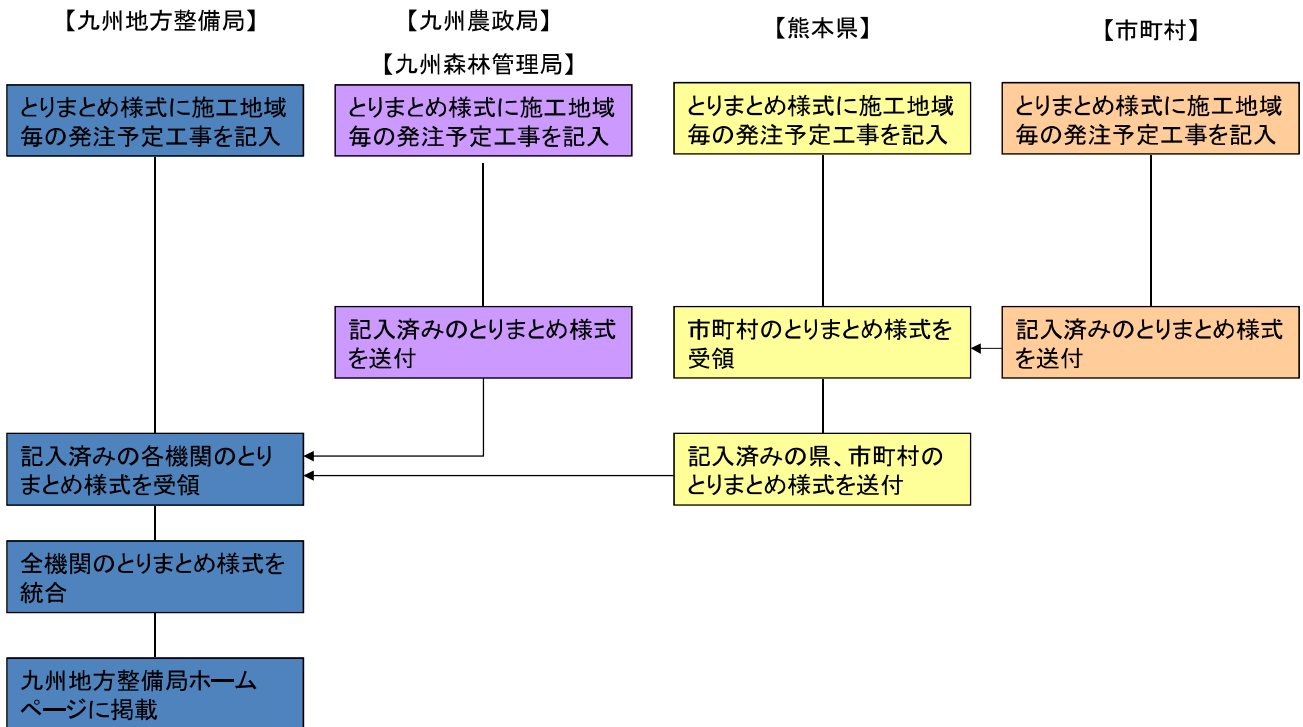 【九州地方整備局】
【九州農政局】
【九州森林管理局】
【熊本県】
【市町村】
とりまとめ様式に施工地域
毎の発注予定工事を記入
とりまとめ様式に施工地域
毎の発注予定工事を記入
とりまとめ様式に施工地域
毎の発注予定工事を記入
とりまとめ様式に施工地域
毎の発注予定工事を記入
記入済みのとりまとめ様式
を送付
市町村のとりまとめ様式を
受領
記入済みのとりまとめ様式
を送付
記入済みの各機関のとり
まとめ様式を受領
記入済みの県、市町村の
とりまとめ様式を送付
全機関のとりまとめ様式を
統合
九州地方整備局ホーム
ページに掲載